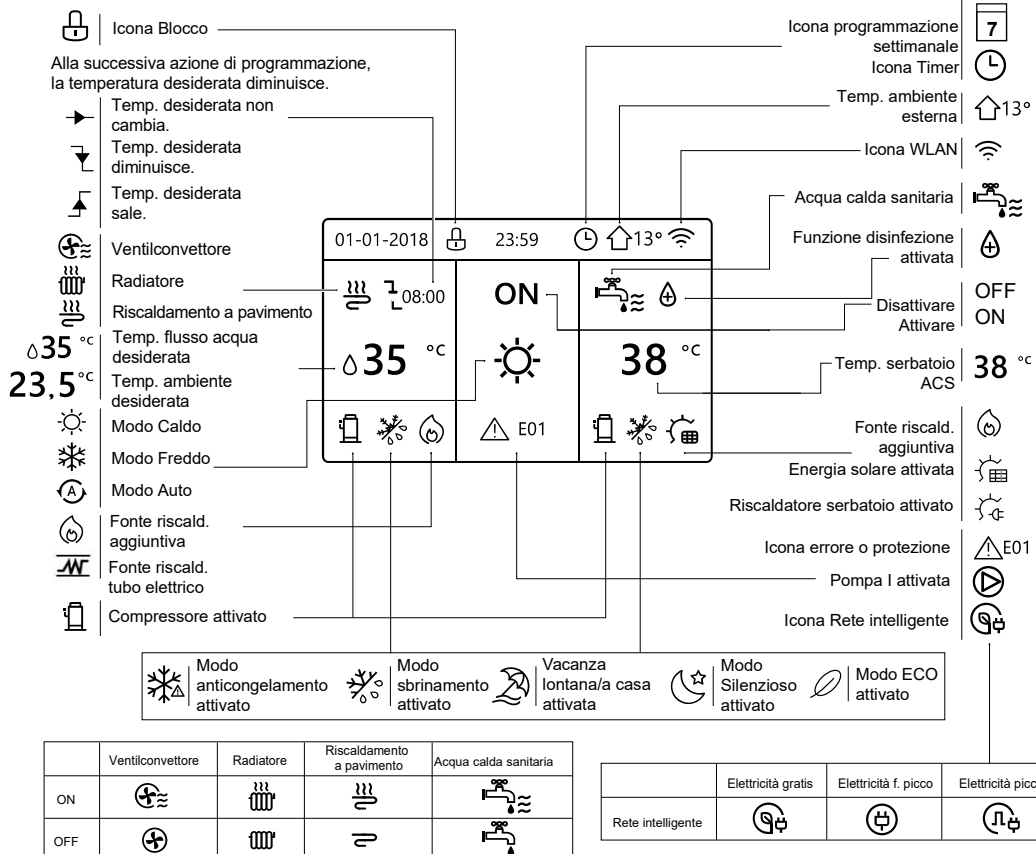 Icona Blocco
Alla successiva azione di programmazione,
la temperatura desiderata diminuisce.
Temp. desiderata non
cambia.
Temp. desiderata
diminuisce.
Temp. desiderata
sale.
Ventilconvettore
Radiatore
Riscaldamento a pavimento
35 °C
Temp. flusso acqua
desiderata
23,5°C
Temp. ambiente
desiderata
Modo Caldo
Modo Freddo
Modo Auto
A
Fonte riscald.
aggiuntiva
Fonte riscald.
tubo elettrico
Compressore attivato
01-01-2018 23:59 13°
08:00 ON
35 °C 38 °C
E01
Icona programmazione
settimanale
7
Icona Timer
Temp. ambiente
esterna
13°
Icona WLAN
Acqua calda sanitaria
Funzione disinfezione
attivata
Disattivare
Attivare
OFF
ON
Temp. serbatoio
ACS
38 °C
Fonte riscald.
aggiuntiva
Energia solare attivata
Riscaldatore serbatoio attivato
Icona errore o protezione
E01
Pompa I attivata
Icona Rete intelligente
Modo
anticongelamento
attivato
Modo
sbrinamento
attivato
Vacanza
lontana/a casa
attivata
Modo
Silenzioso
attivato
Modo ECO
attivato
Ventilconvettore Radiatore Riscaldamento
a pavimento Acqua calda sanitaria
ON
OFF
Elettricità gratis Elettricità f. picco Elettricità picc
Rete intelligente